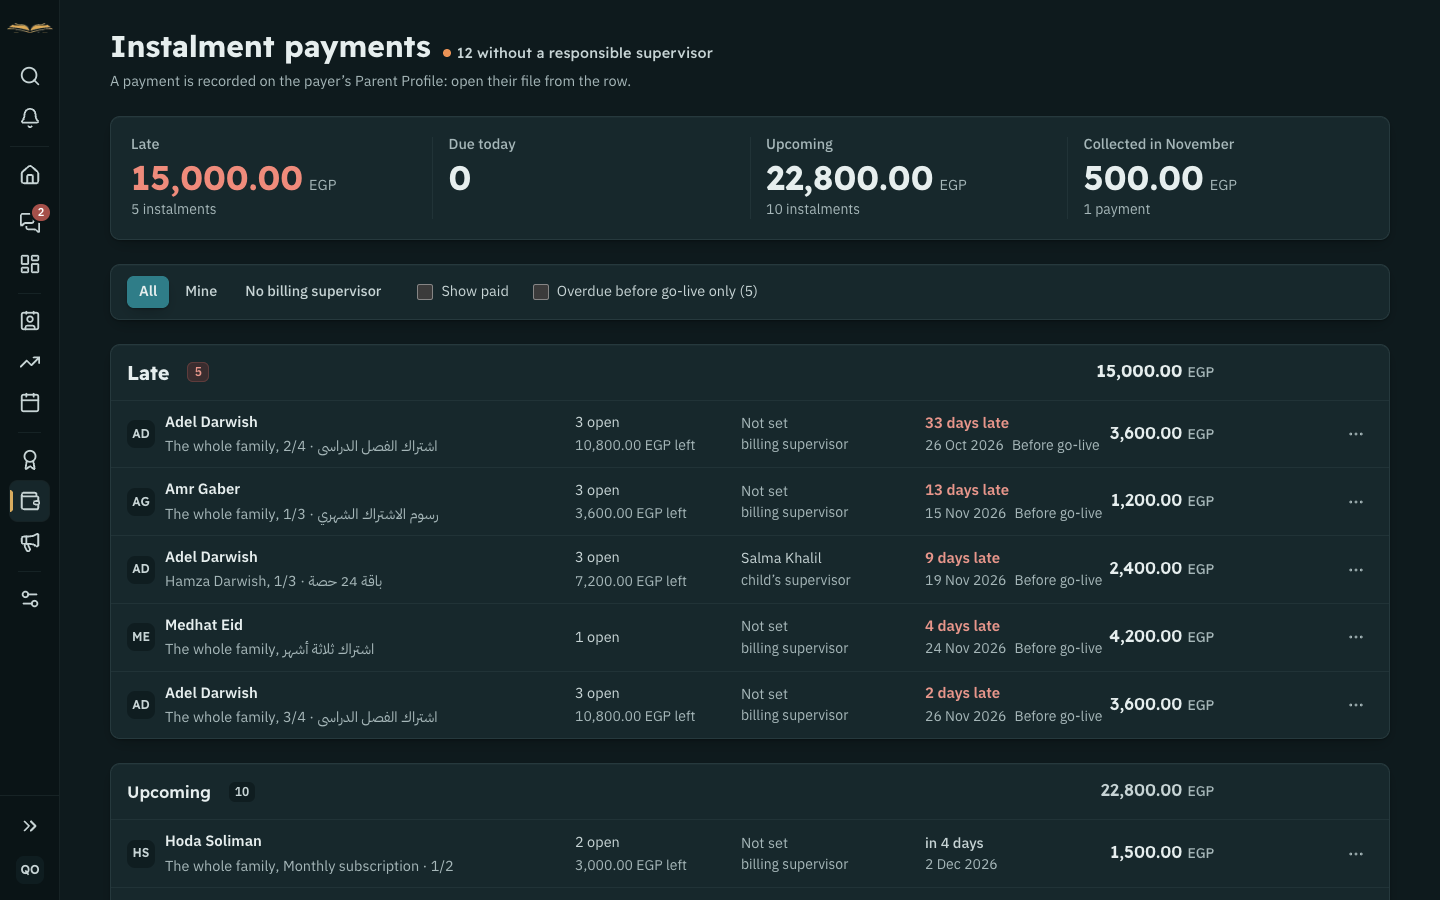 Instalment payments
12 without a responsible supervisor
A payment is recorded on the payer’s Parent Profile: open their file from the row.
Late
15,000.00 EGP
5 instalments
Due today
0
Upcoming
22,800.00 EGP
10 instalments
Collected in November
500.00 EGP
1 payment
2
All
Mine
No billing supervisor
Show paid
Overdue before go-live only (5)
Late 5 15,000.00 EGP
AD
Adel Darwish
The whole family, 2/4 · اشتراك الفصل الدراسي
3 open
10,800.00 EGP left
Not set
billing supervisor
33 days late
26 Oct 2026 Before go-live
3,600.00 EGP
AG
Amr Gaber
The whole family, 1/3 · رسوم الاشتراك الشهري
3 open
3,600.00 EGP left
Not set
billing supervisor
13 days late
15 Nov 2026 Before go-live
1,200.00 EGP
AD
Adel Darwish
Hamza Darwish, 1/3 · باقة 24 حصة
3 open
7,200.00 EGP left
Salma Khalil
child’s supervisor
9 days late
19 Nov 2026 Before go-live
2,400.00 EGP
ME
Medhat Eid
The whole family, اشتراك ثلاثة أشهر
1 open
Not set
billing supervisor
4 days late
24 Nov 2026 Before go-live
4,200.00 EGP
AD
Adel Darwish
The whole family, 3/4 · اشتراك الفصل الدراسي
3 open
10,800.00 EGP left
Not set
billing supervisor
2 days late
26 Nov 2026 Before go-live
3,600.00 EGP
Upcoming 10 22,800.00 EGP
HS
Hoda Soliman
The whole family, Monthly subscription · 1/2
2 open
3,000.00 EGP left
Not set
billing supervisor
in 4 days
2 Dec 2026
1,500.00 EGP
QO